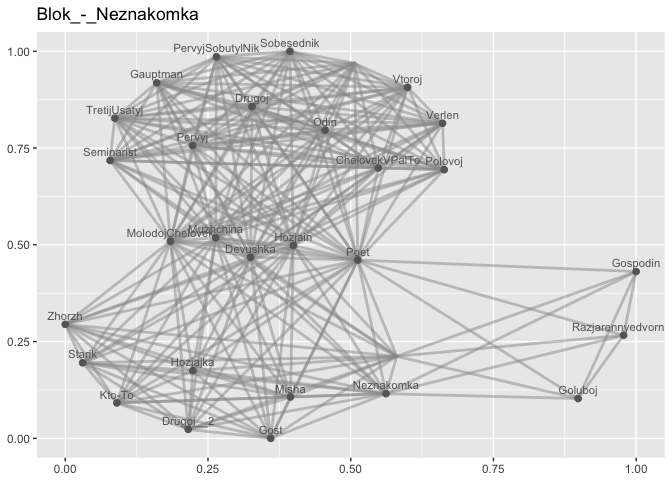 Blok_-_Neznakomka
1.00
0.75
0.50
0.25
0.00
PervyjSobutylNik
Sobesednik
Gauptman
Vtoroj
Drugoj
TretijUsatyj
Verlen
Odin
Pervyj
Seminarist
ChelovekVPalTo
Polovoj
MolodojChelovek
Muzhchina
Hozjain
Devushka
Poet
Gospodin
Zhorzh
Razjarennyedvorn
Starik
Hoziajka
Neznakomka
Misha
Kto-To
Goluboj
Drugoj_2
Gost
0.00
0.25
0.50
0.75
1.00